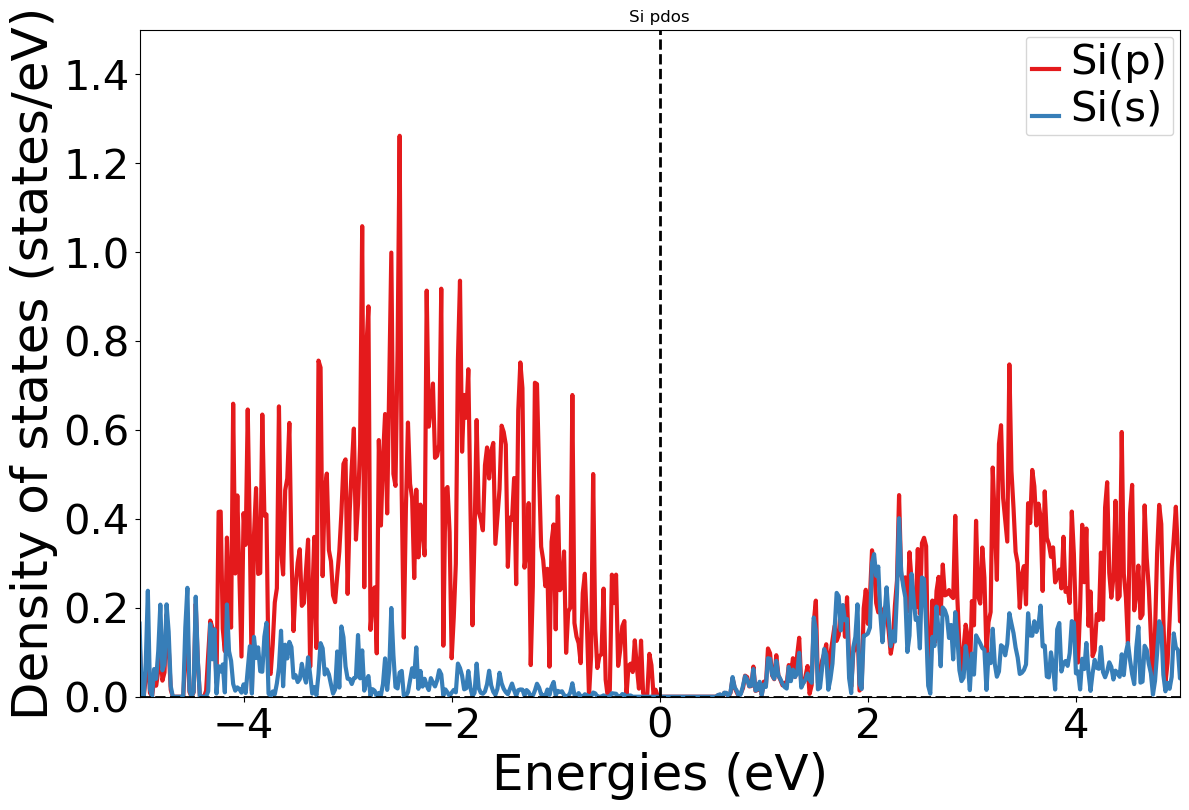 Si pdos
Density of states (states/eV)
1.4
1.2
1.0
0.8
0.6
0.4
0.2
0.0
Si(p)
Si(s)
−4
−2
0
2
4
Energies (eV)